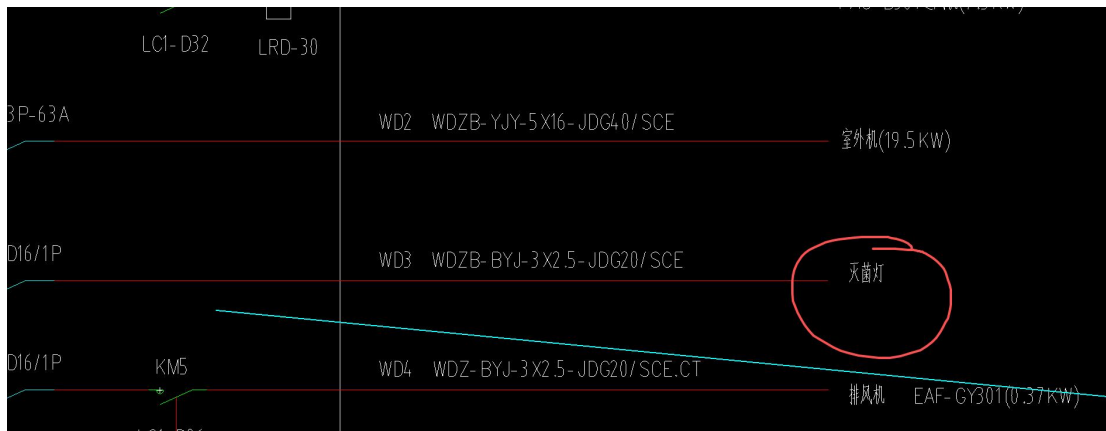 LC1-D32 LRD-30
3P-63A
WD2 WDZB-YJY-5X16-JDG40/SCE
室外机(19.5KW)
D16/1P
WD3 WDZB-BYJ-3X2.5-JDG20/SCE
灭菌灯
D16/1P
KM5
WD4 WDZ-BYJ-3X2.5-JDG20/SCE.CT
排风机 EAF-GY301(0.37KW)